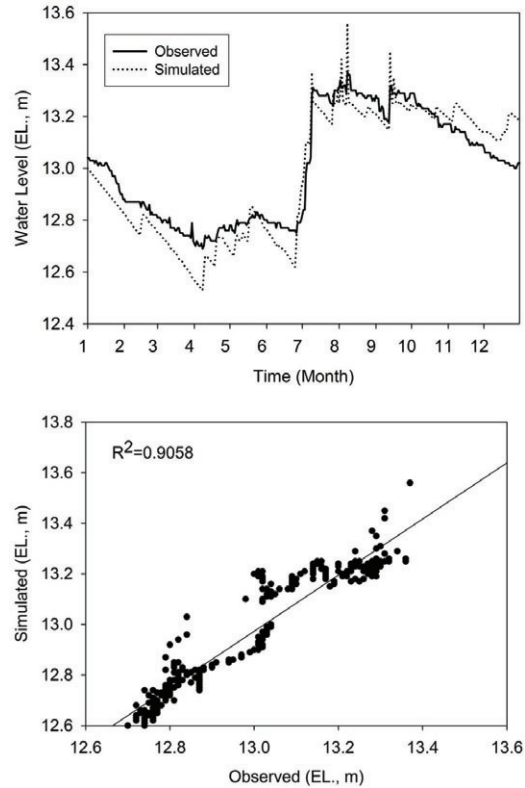 13.6
Observed
Simulated
13.4
13.2
13.0
12.8
12.6
12.4
Water Level (EL., m)
1 2 3 4 5 6 7 8 9 10 11 12
Time (Month)
13.8
R²=0.9058
13.6
13.4
13.2
13.0
12.8
12.6
Simulated (EL., m)
12.6 12.8 13.0 13.2 13.4 13.6
Observed (EL., m)